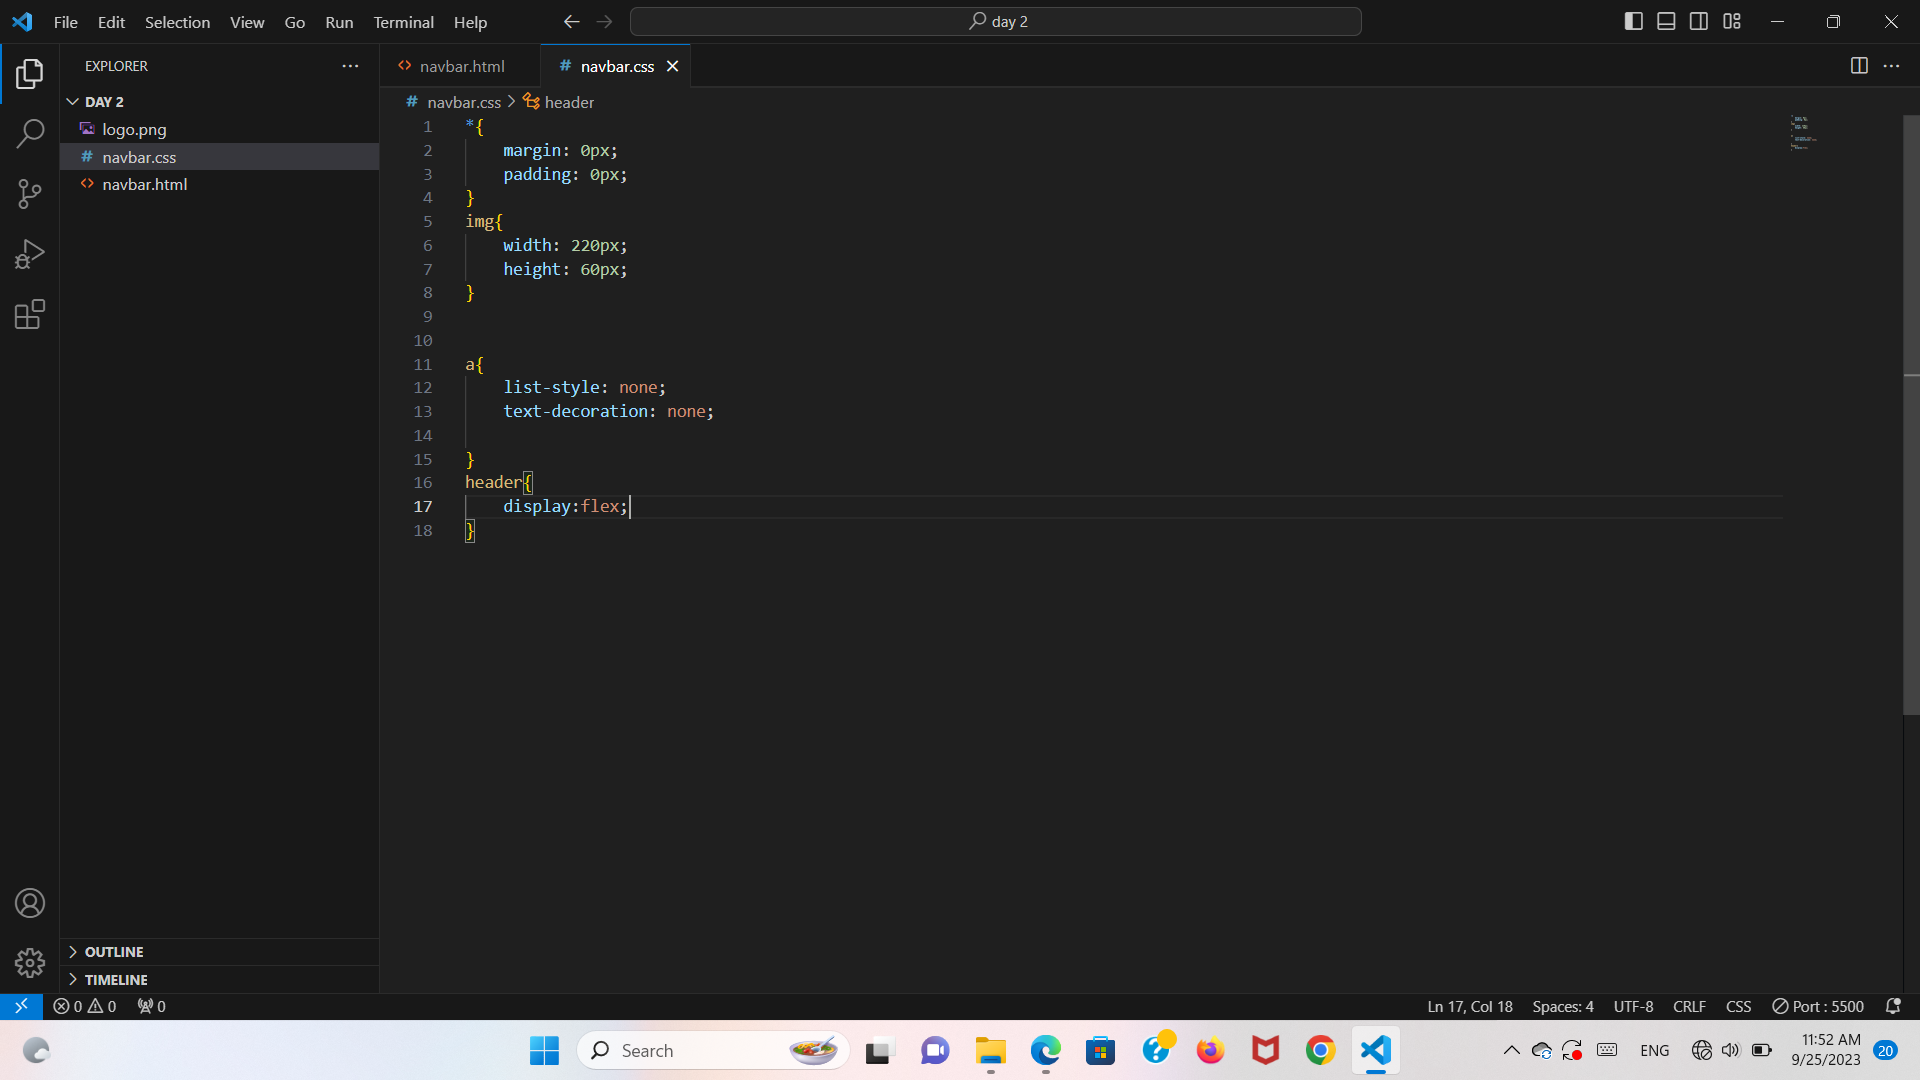 File Edit Selection View Go Run Terminal Help
day 2
EXPLORER
DAY 2
logo.png
navbar.css
navbar.html
navbar.html
navbar.css
navbar.css > header
1 *{
2 margin: 0px;
3 padding: 0px;
4 }
5 img{
6 width: 220px;
7 height: 60px;
8 }
9
10
11 a{
12 list-style: none;
13 text-decoration: none;
14
15 }
16 header{
17 display:flex;
18 }
OUTLINE
TIMELINE
0 0 0
Ln 17, Col 18 Spaces: 4 UTF-8 CRLF CSS Port : 5500
Search
ENG
11:52 AM
9/25/2023
20